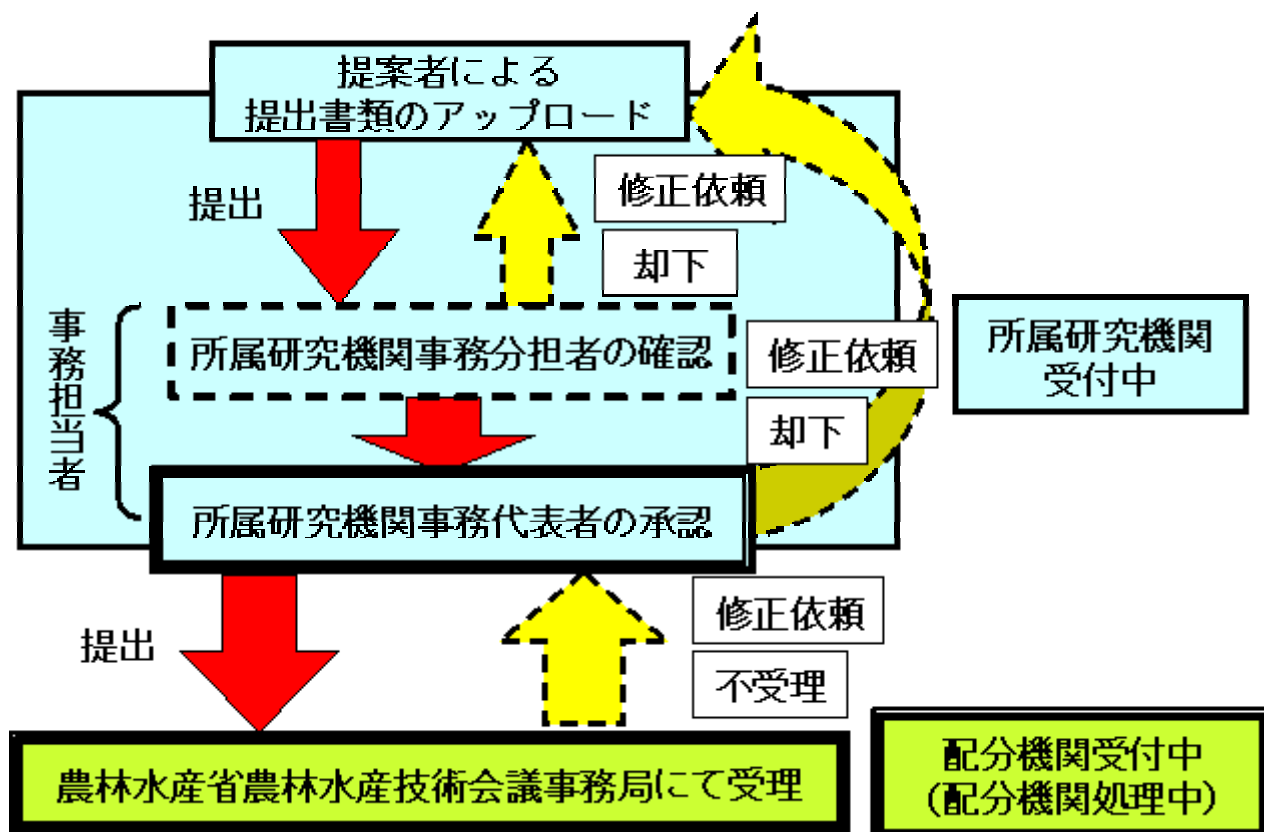 提案者による
提出書類のアップロード
提出
修正依頼
却下
事務担当者
所属研究機関事務分担者の確認
修正依頼
却下
所属研究機関
受付中
所属研究機関事務代表者の承認
提出
修正依頼
不受理
農林水産省農林水産技術会議事務局にて受理
配分機関受付中
(配分機関処理中)